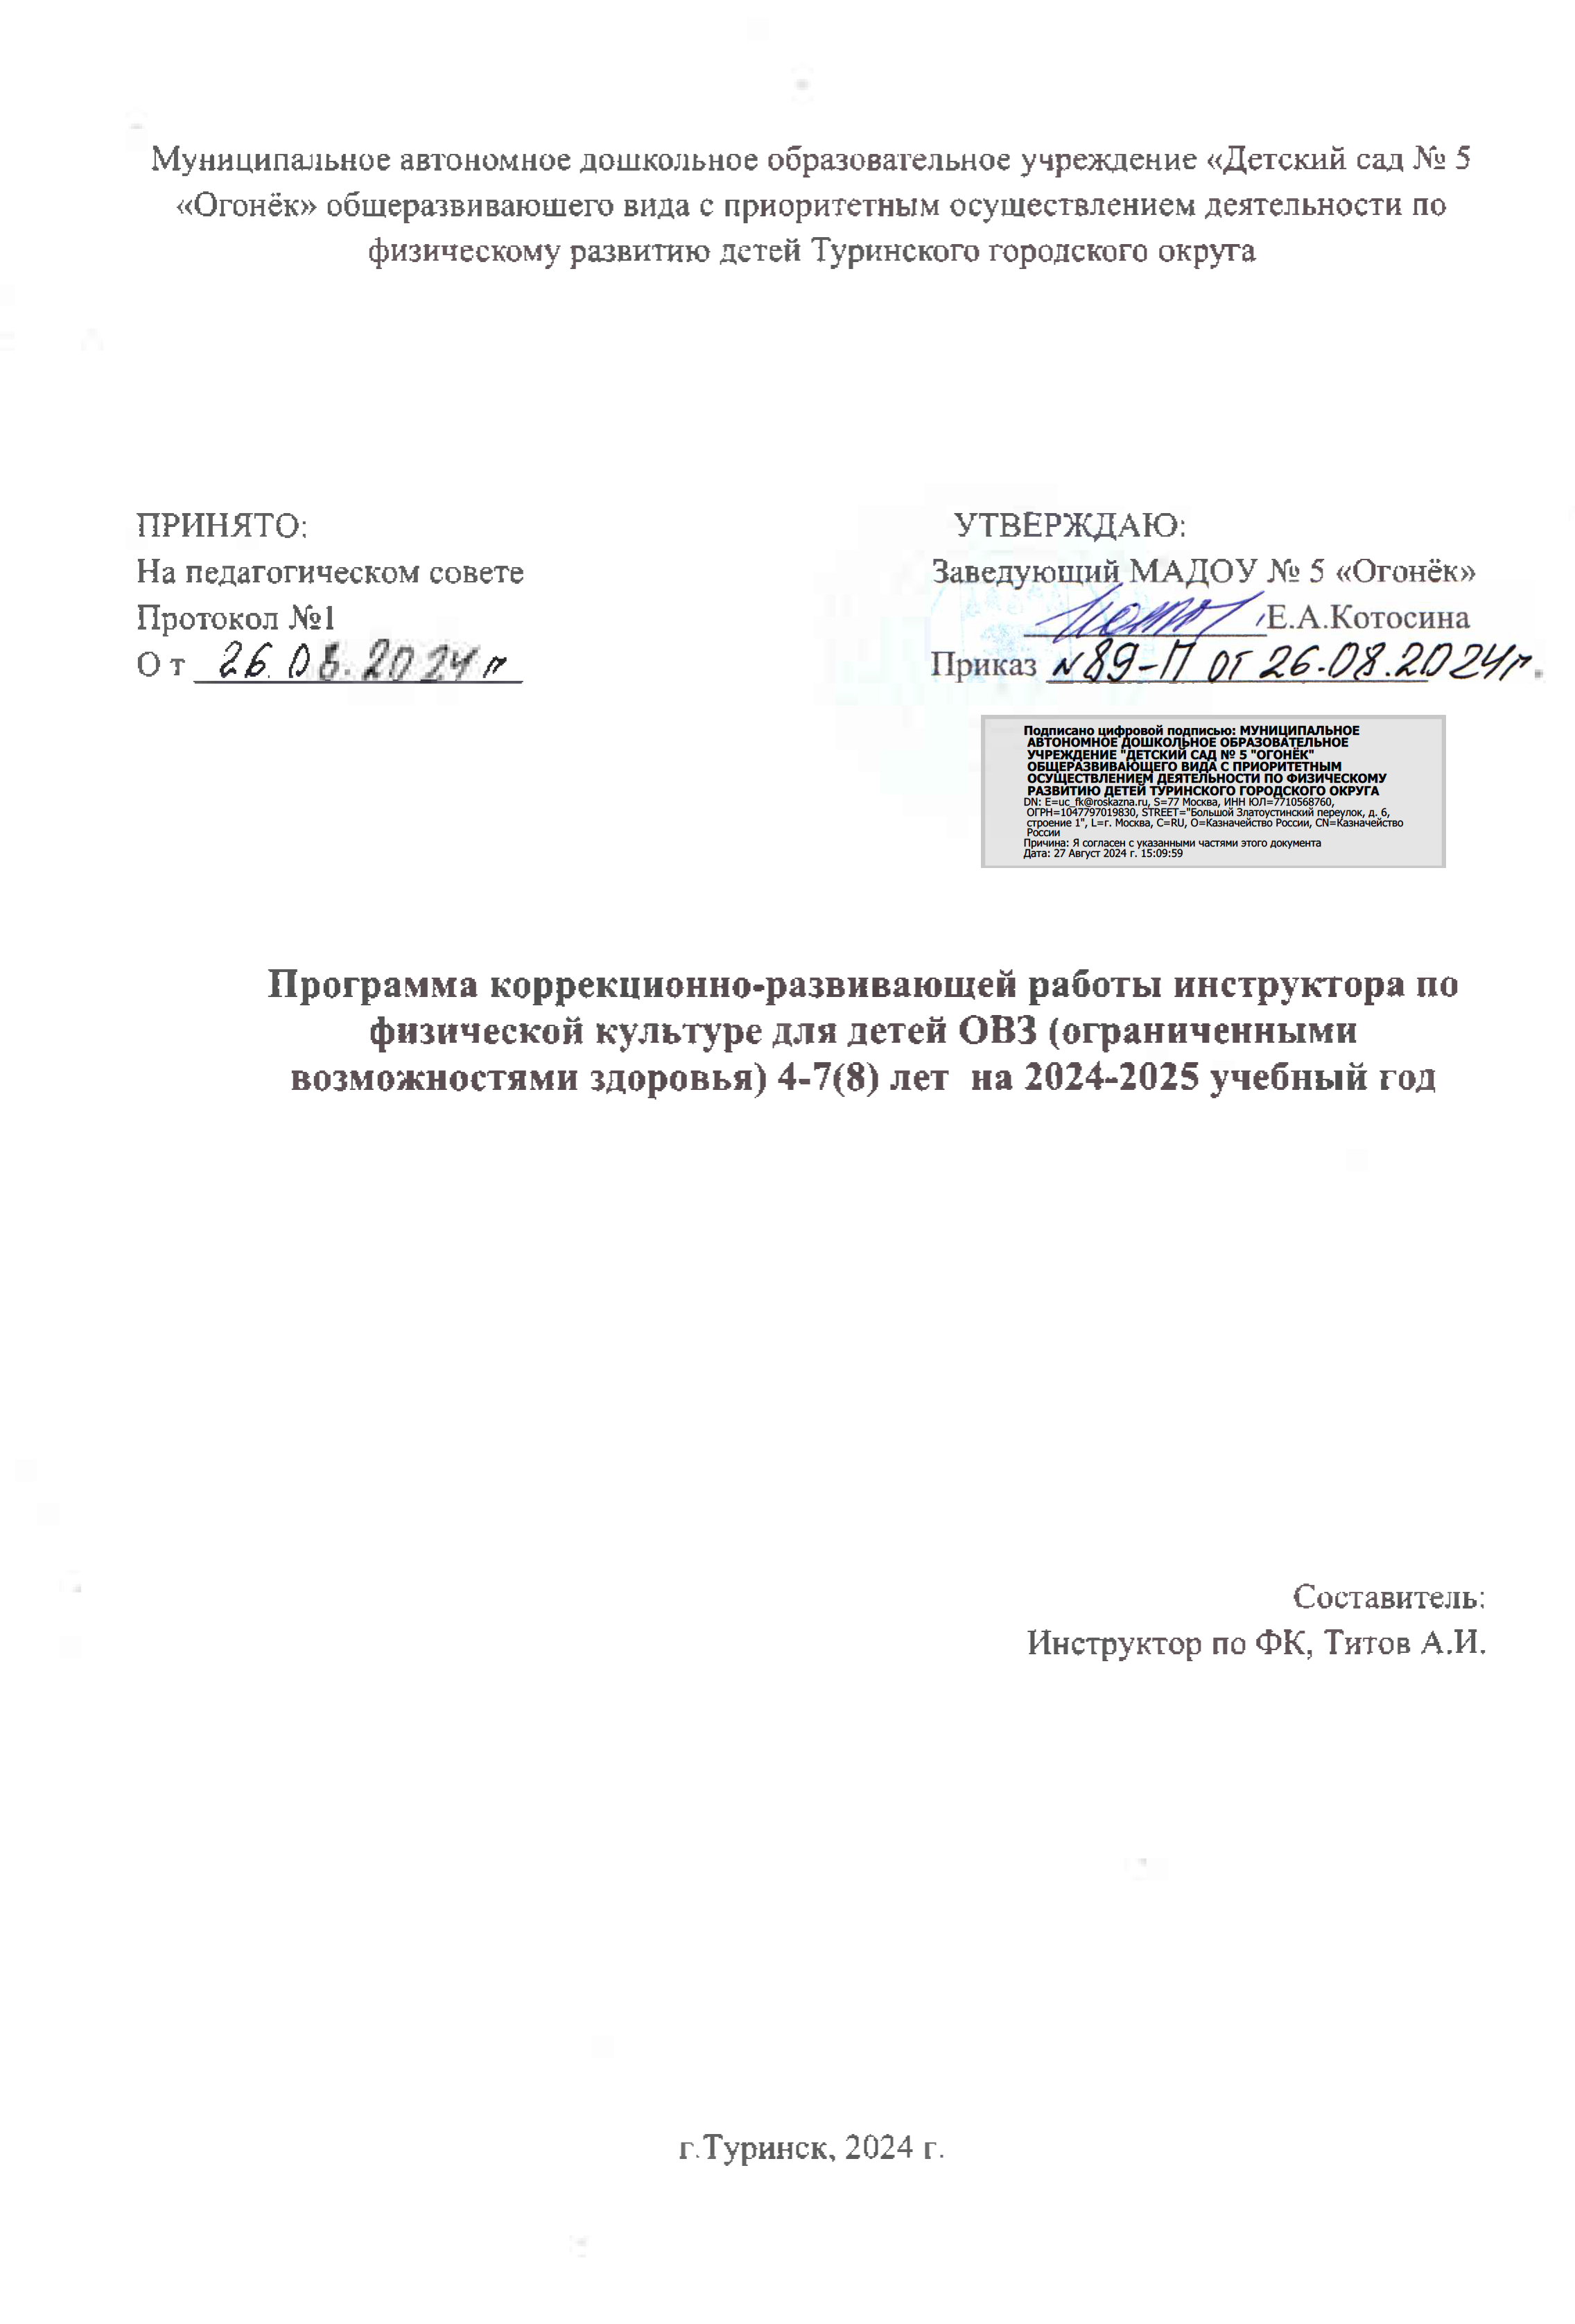 Муниципальное автономное дошкольное образовательное учреждение «Детский сад № 5
«Огонёк» общеразвивающего вида с приоритетным осуществлением деятельности по
физическому развитию детей Туринского городского округа
ПРИНЯТО:
На педагогическом совете
Протокол №1
О т 26.08.2024 г
УТВЕРЖДАЮ:
Заведующий МАДОУ № 5 «Огонёк»
Е.А.Котосина
Приказ №89-П от 26.08.2024г.
Подписано цифровой подписью: МУНИЦИПАЛЬНОЕ
АВТОНОМНОЕ ДОШКОЛЬНОЕ ОБРАЗОВАТЕЛЬНОЕ
УЧРЕЖДЕНИЕ "ДЕТСКИЙ САД № 5 "ОГОНЁК"
ОБЩЕРАЗВИВАЮЩЕГО ВИДА С ПРИОРИТЕТНЫМ
ОСУЩЕСТВЛЕНИЕМ ДЕЯТЕЛЬНОСТИ ПО ФИЗИЧЕСКОМУ
РАЗВИТИЮ ДЕТЕЙ ТУРИНСКОГО ГОРОДСКОГО ОКРУГА
DN: E=uc_fk@roskazna.ru, S=77 Москва, ИНН ЮЛ=7710568760,
ОГРН=1047797019830, STREET="Большой Златоустинский переулок, д. 6,
строение 1", L=г. Москва, C=RU, O=Казначейство России, CN=Казначейство
России
Причина: Я согласен с указанными частями этого документа
Дата: 27 Август 2024 г. 15:09:59
Программа коррекционно-развивающей работы инструктора по
физической культуре для детей ОВЗ (ограниченными
возможностями здоровья) 4-7(8) лет на 2024-2025 учебный год
Составитель:
Инструктор по ФК, Титов А.И.
г.Туринск, 2024 г.